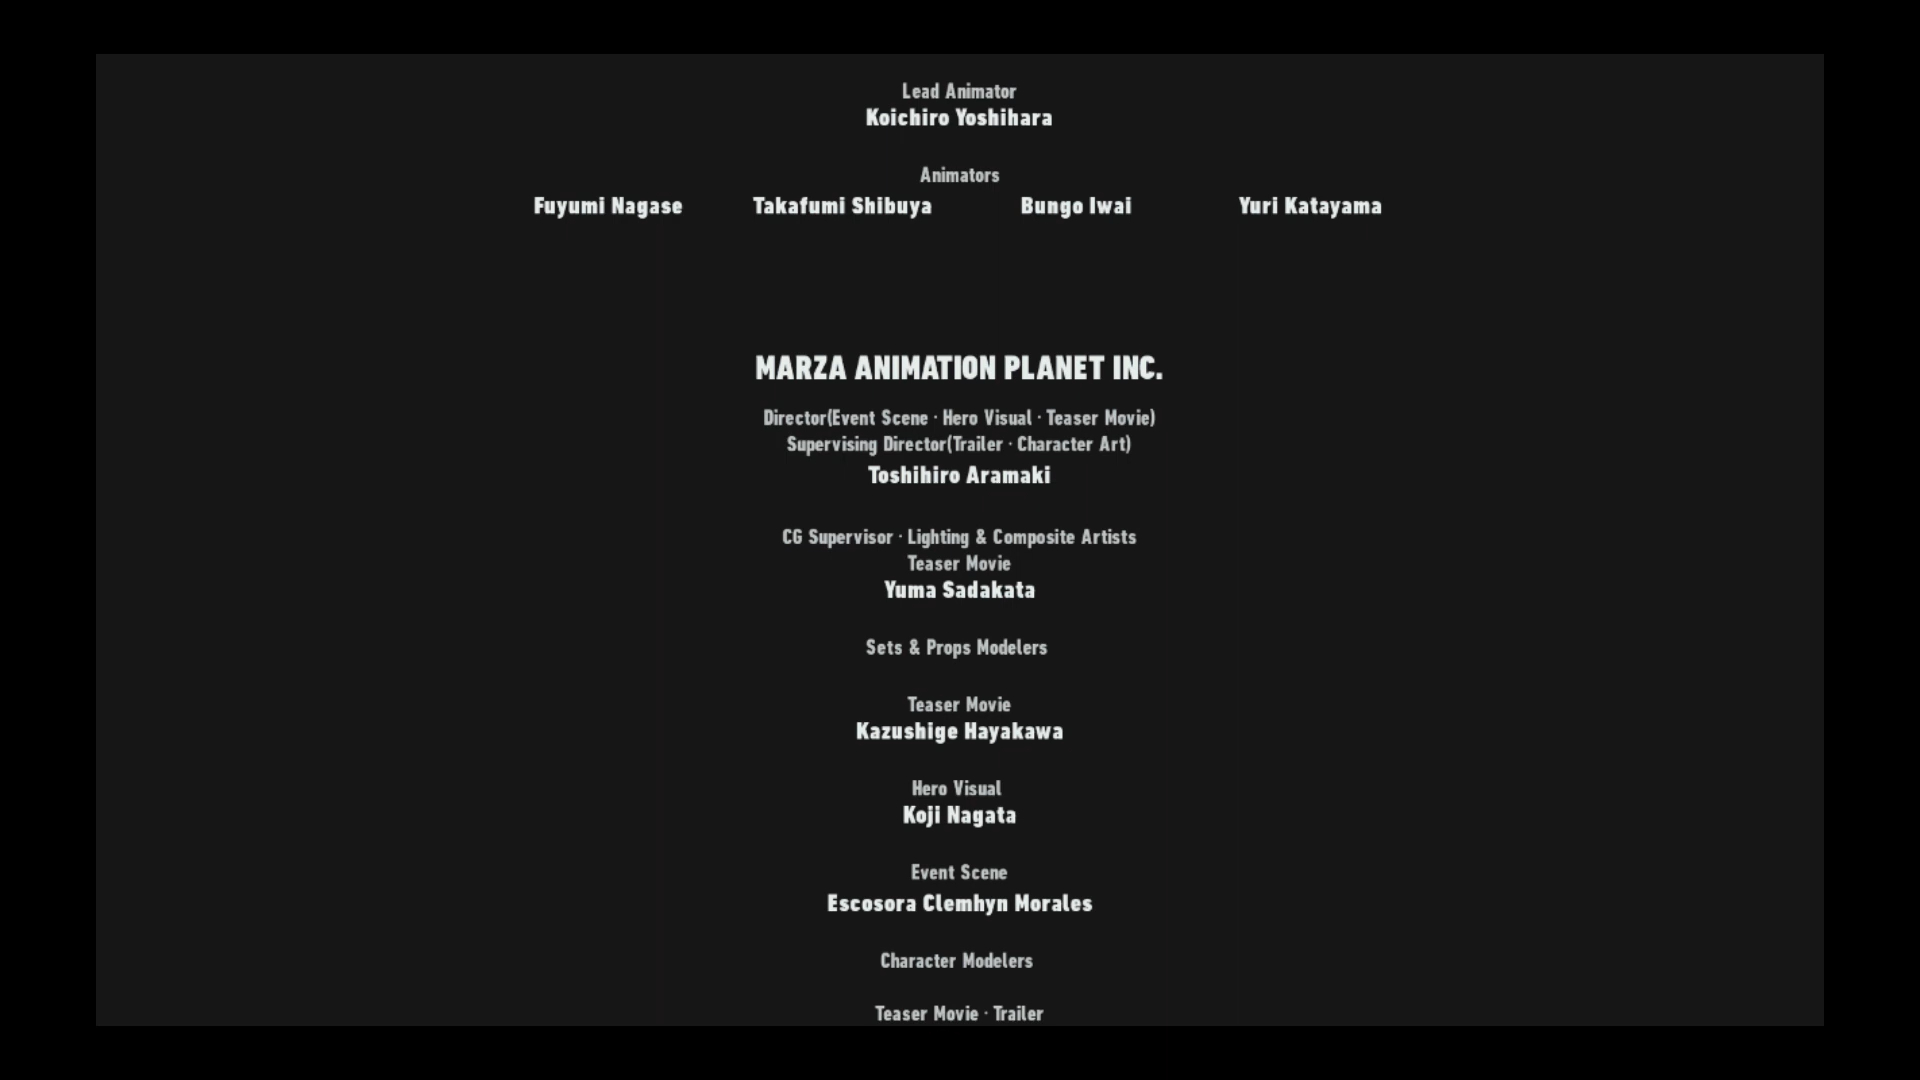 Lead Animator
Koichiro Yoshihara
Animators
Fuyumi Nagase Takafumi Shibuya Bungo Iwai Yuri Katayama
MARZA ANIMATION PLANET INC.
Director(Event Scene · Hero Visual · Teaser Movie)
Supervising Director(Trailer · Character Art)
Toshihiro Aramaki
CG Supervisor · Lighting & Composite Artists
Teaser Movie
Yuma Sadakata
Sets & Props Modelers
Teaser Movie
Kazushige Hayakawa
Hero Visual
Koji Nagata
Event Scene
Escosora Clemhyn Morales
Character Modelers
Teaser Movie · Trailer